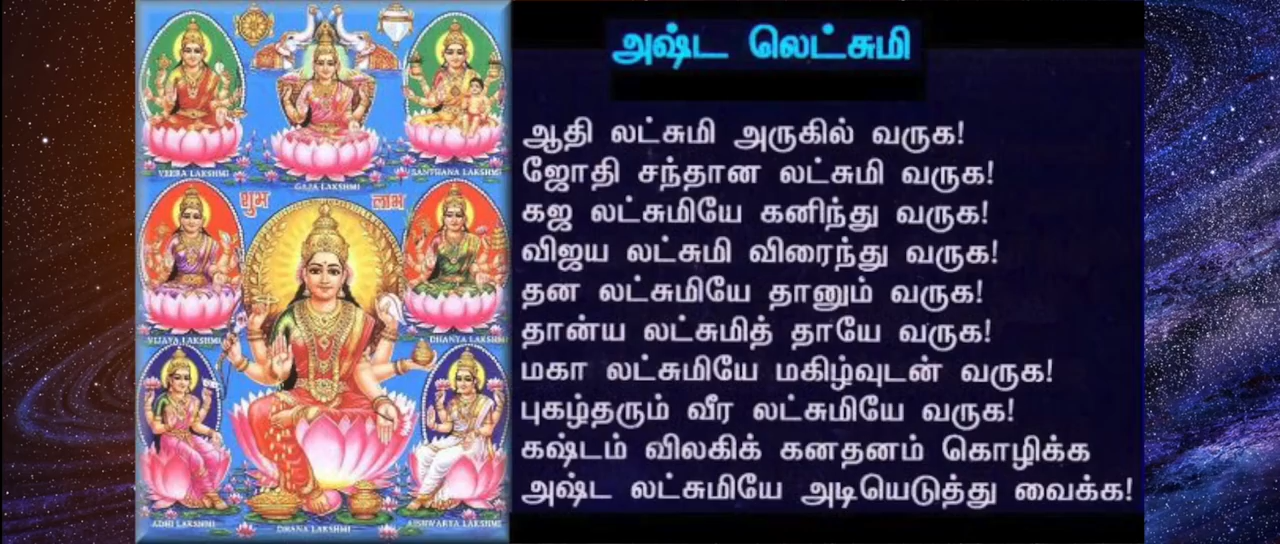 VEERA LAKSHMI
GAJA LAKSHMI
SANTHANA LAKSHMI
शुभ
लाभ
VIJAYA LAKSHMI
DHANYA LAKSHMI
ADHI LAKSHMI
DHANA LAKSHMI
AISHWARYA LAKSHMI
அஷ்ட லெட்சுமி
ஆதி லட்சுமி அருகில் வருக!
ஜோதி சந்தான லட்சுமி வருக!
கஜ லட்சுமியே கனிந்து வருக!
விஜய லட்சுமி விரைந்து வருக!
தன லட்சுமியே தானும் வருக!
தான்ய லட்சுமித் தாயே வருக!
மகா லட்சுமியே மகிழ்வுடன் வருக!
புகழ்தரும் வீர லட்சுமியே வருக!
கஷ்டம் விலகிக் கனதனம் கொழிக்க
அஷ்ட லட்சுமியே அடியெடுத்து வைக்க!